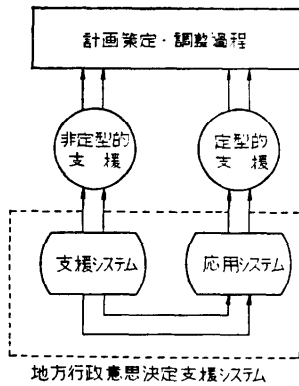 計画策定・調整過程
非定型的
支援
定型的
支援
支援システム
応用システム
地方行政意思決定支援システム